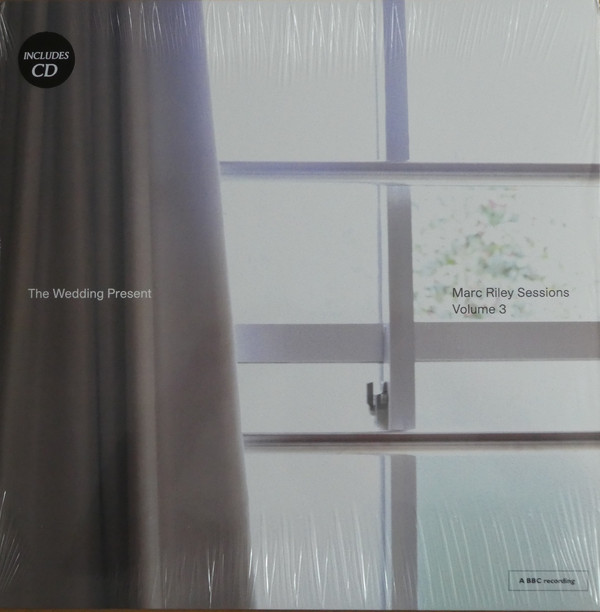 INCLUDES
CD
The Wedding Present
Marc Riley Sessions
Volume 3
A BBC recording